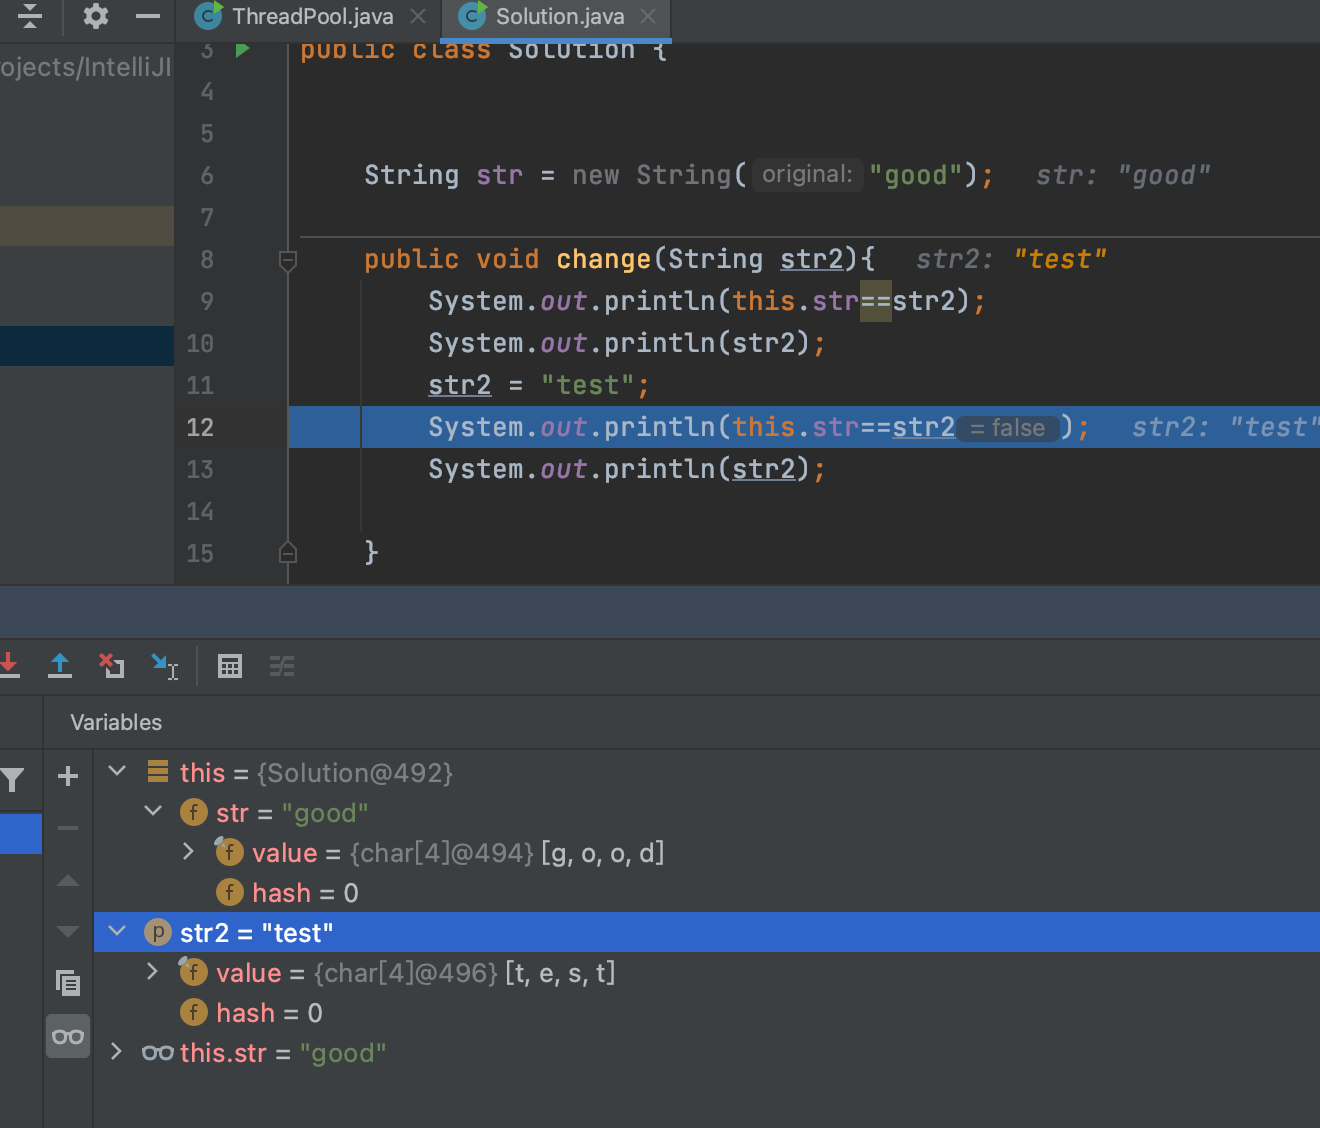 ThreadPool.java
Solution.java
ojects/IntelliJI
3 public class Solution {
4
5
6 String str = new String( original: "good"); str: "good"
7
8 public void change(String str2){ str2: "test"
9 System.out.println(this.str==str2);
10 System.out.println(str2);
11 str2 = "test";
12 System.out.println(this.str==str2 = false ); str2: "test"
13 System.out.println(str2);
14
15 }
Variables
this = {Solution@492}
f str = "good"
f value = {char[4]@494} [g, o, o, d]
f hash = 0
p str2 = "test"
f value = {char[4]@496} [t, e, s, t]
f hash = 0
this.str = "good"